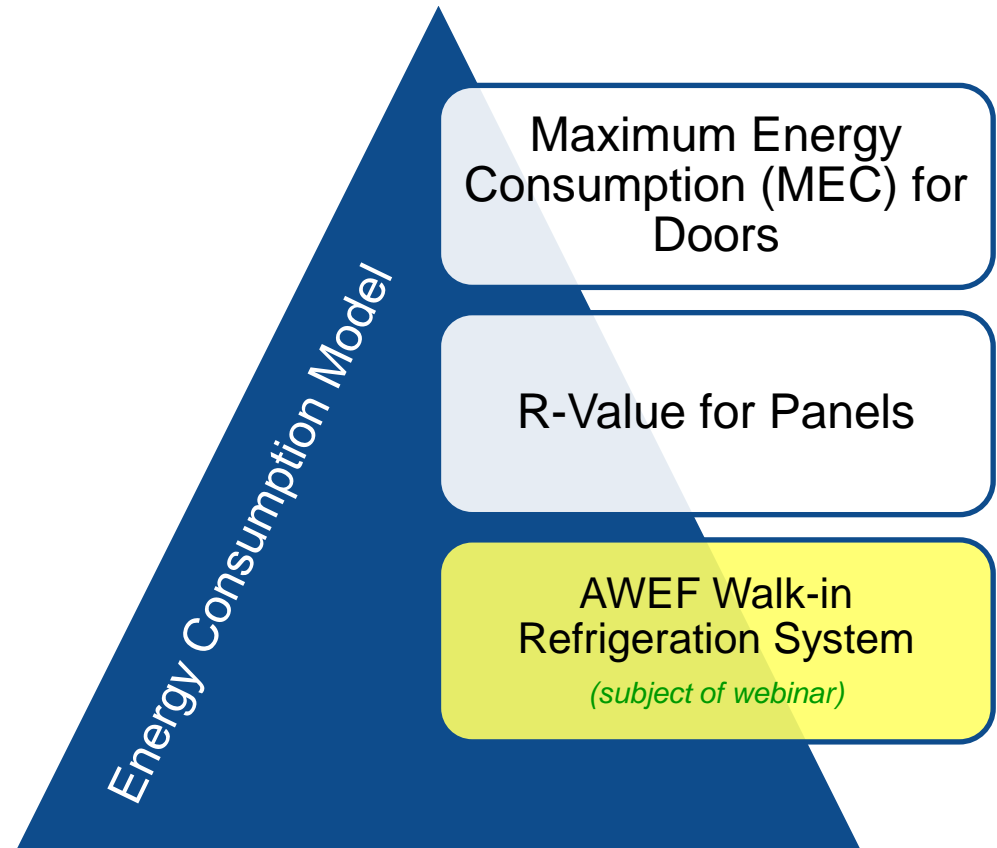 Maximum Energy
Consumption (MEC) for
Doors
Energy Consumption Model
R-Value for Panels
AWEF Walk-in
Refrigeration System
(subject of webinar)